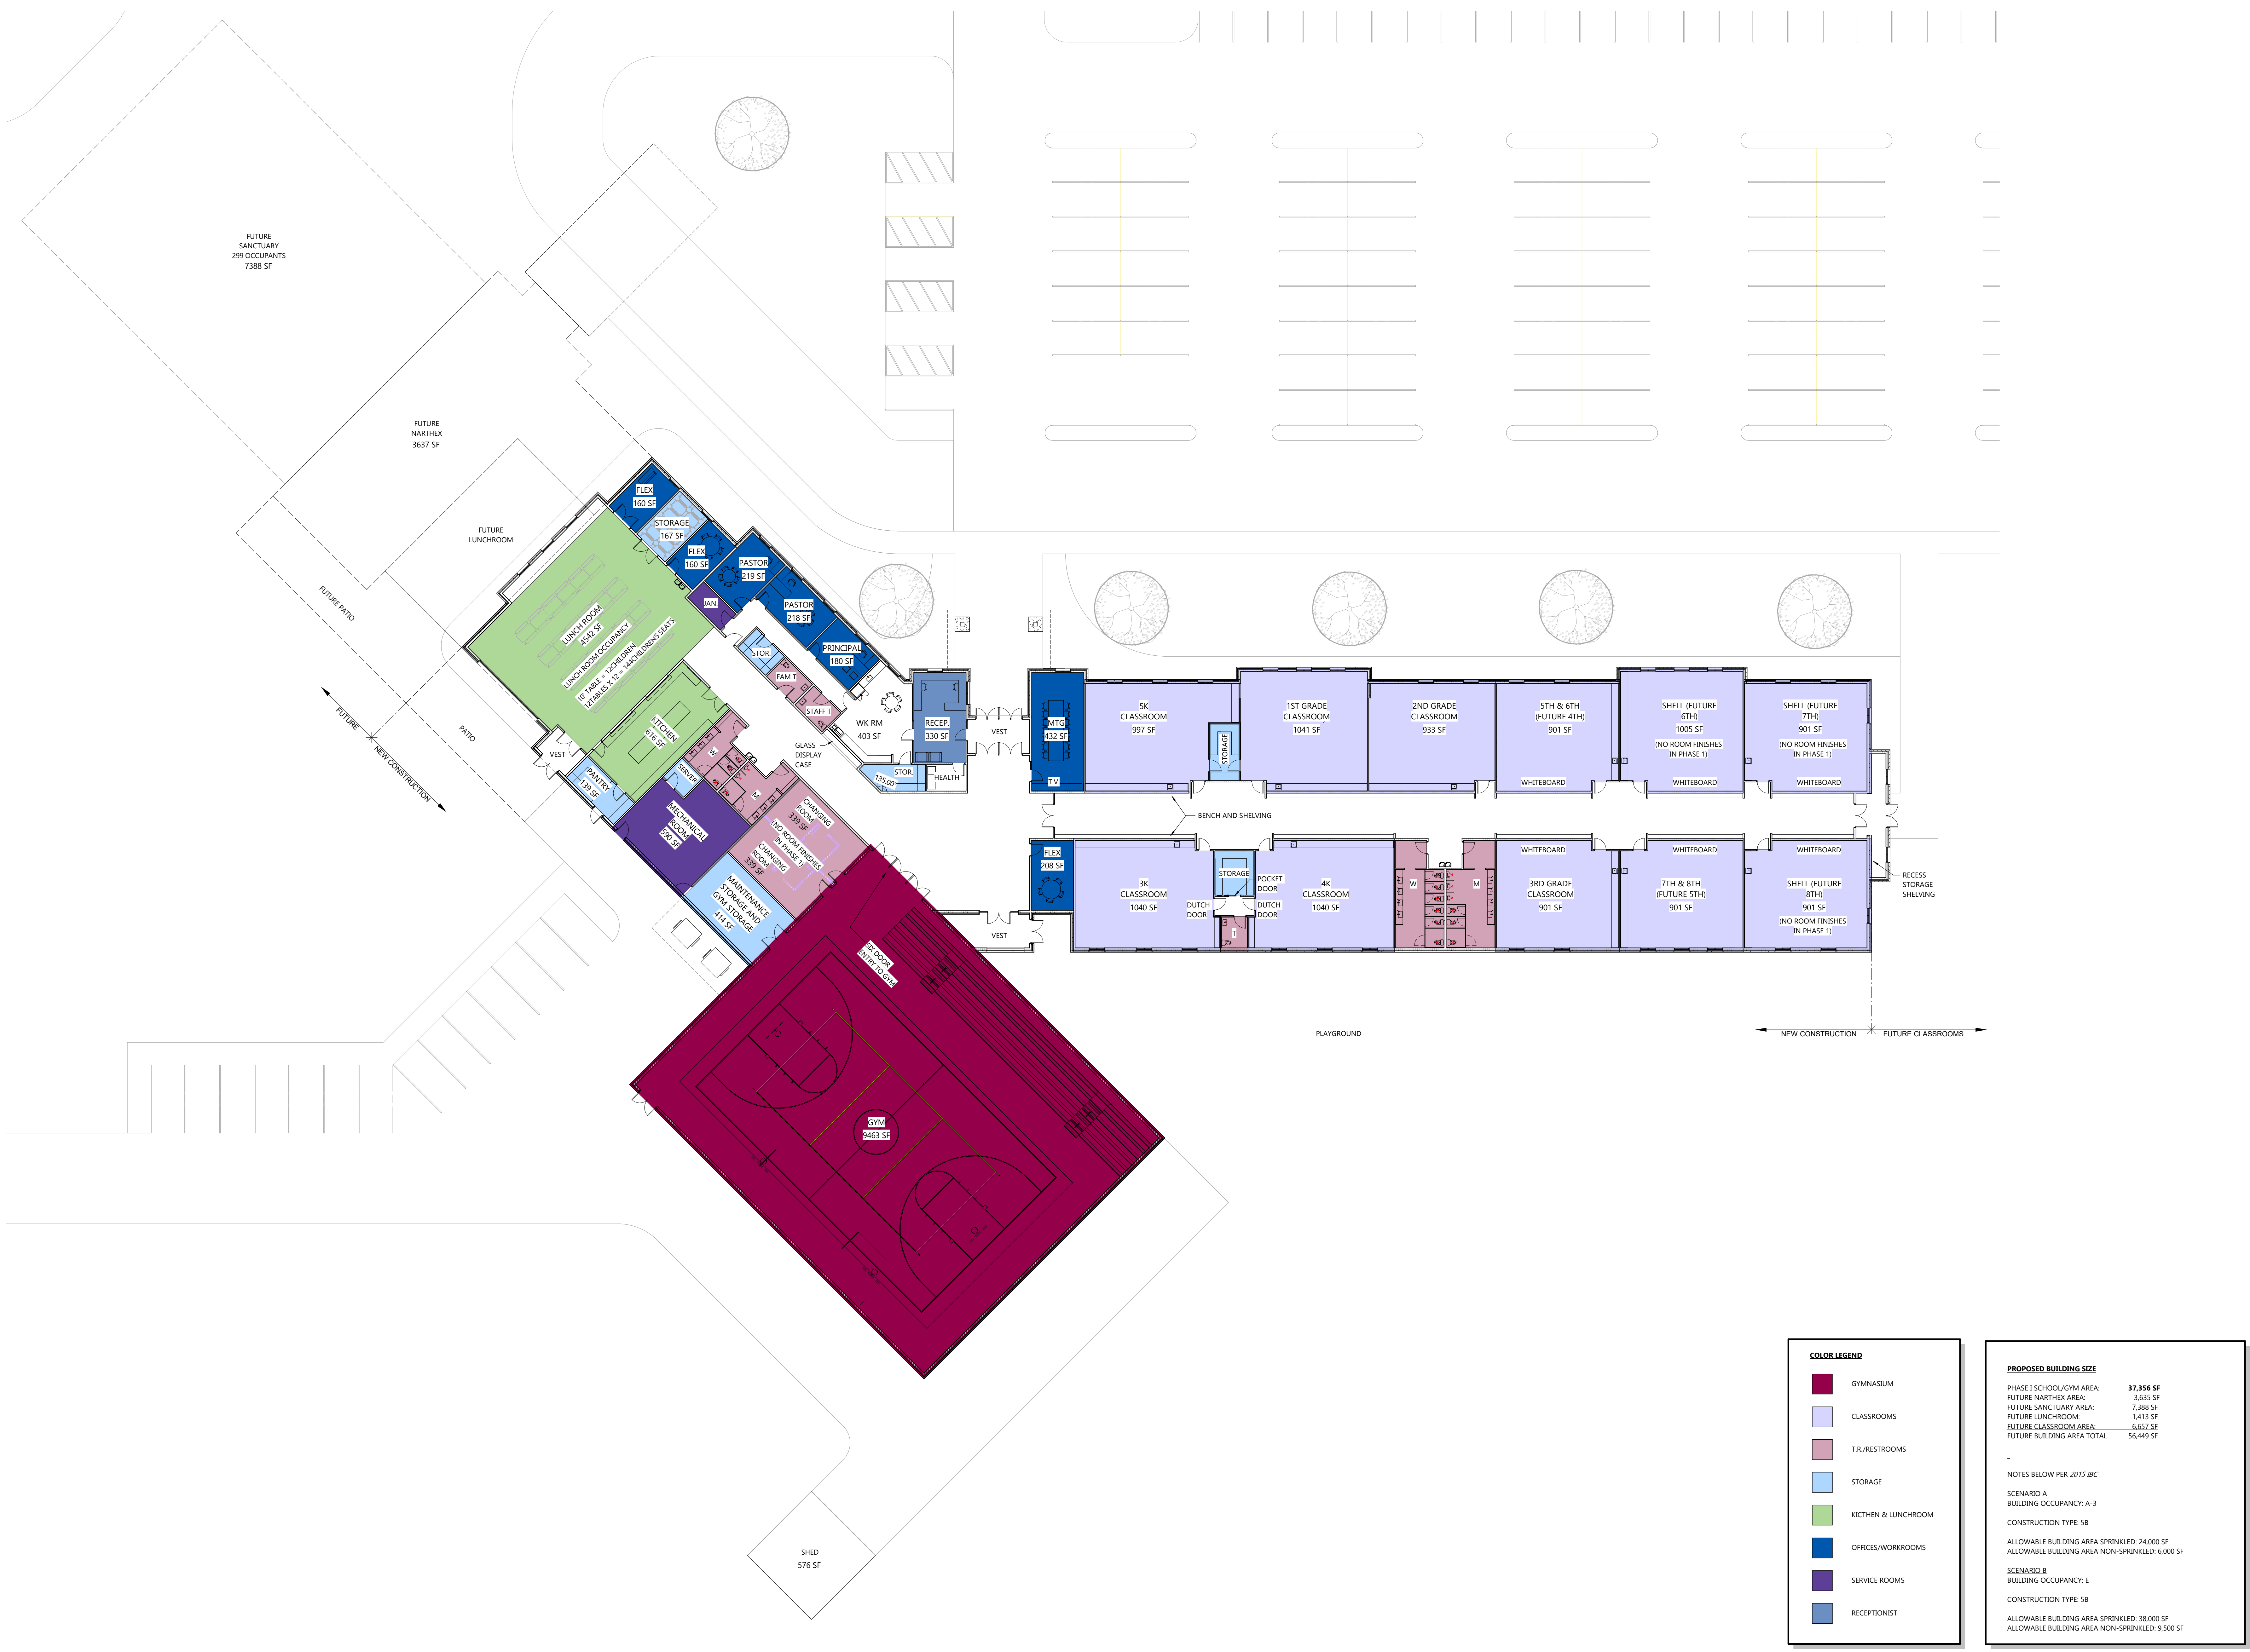 FUTURE
SANCTUARY
299 OCCUPANTS
7388 SF
FUTURE
NARTHEX
3637 SF
FUTURE
LUNCHROOM
FUTURE PATIO
PATIO
FUTURE
NEW CONSTRUCTION
FLEX
160 SF
STORAGE
167 SF
FLEX
160 SF
PASTOR
219 SF
JAN.
PASTOR
218 SF
PRINCIPAL
180 SF
LUNCH ROOM
4542 SF
LUNCH ROOM OCCUPANCY
10' TABLE = 12CHILDREN
12TABLES X 12 = 144CHILDRENS SEATS
STOR.
FAM T
STAFF T
WK RM
403 SF
GLASS
DISPLAY
CASE
RECEP.
330 SF
STOR.
135.00°
HEALTH
VEST
KITCHEN
616 SF
W
M
SERVER
VEST
PANTRY
139 SF
MECHANICAL
ROOM
590 SF
CHANGING
ROOM
339 SF
(NO ROOM FINISHES
IN PHASE 1)
CHANGING
ROOM
339 SF
MAINTENANCE
STORAGE AND
GYM STORAGE
414 SF
SIX DOOR
ENTRY TO GYM
GYM
9463 SF
VEST
MTG
432 SF
T.V.
5K
CLASSROOM
997 SF
STORAGE
1ST GRADE
CLASSROOM
1041 SF
2ND GRADE
CLASSROOM
933 SF
5TH & 6TH
(FUTURE 4TH)
901 SF
WHITEBOARD
SHELL (FUTURE
6TH)
1005 SF
(NO ROOM FINISHES
IN PHASE 1)
WHITEBOARD
SHELL (FUTURE
7TH)
901 SF
(NO ROOM FINISHES
IN PHASE 1)
WHITEBOARD
BENCH AND SHELVING
FLEX
208 SF
3K
CLASSROOM
1040 SF
STORAGE
POCKET
DOOR
DUTCH
DOOR
DUTCH
DOOR
T
4K
CLASSROOM
1040 SF
W
M
WHITEBOARD
3RD GRADE
CLASSROOM
901 SF
WHITEBOARD
7TH & 8TH
(FUTURE 5TH)
901 SF
WHITEBOARD
SHELL (FUTURE
8TH)
901 SF
(NO ROOM FINISHES
IN PHASE 1)
RECESS
STORAGE
SHELVING
PLAYGROUND
NEW CONSTRUCTION
FUTURE CLASSROOMS
SHED
576 SF
COLOR LEGEND
GYMNASIUM
CLASSROOMS
T.R./RESTROOMS
STORAGE
KICTHEN & LUNCHROOM
OFFICES/WORKROOMS
SERVICE ROOMS
RECEPTIONIST
PROPOSED BUILDING SIZE
PHASE I SCHOOL/GYM AREA: 37,356 SF
FUTURE NARTHEX AREA: 3,635 SF
FUTURE SANCTUARY AREA: 7,388 SF
FUTURE LUNCHROOM: 1,413 SF
FUTURE CLASSROOM AREA: 6,657 SF
FUTURE BUILDING AREA TOTAL 56,449 SF
_
NOTES BELOW PER 2015 IBC
SCENARIO A
BUILDING OCCUPANCY: A-3
CONSTRUCTION TYPE: 5B
ALLOWABLE BUILDING AREA SPRINKLED: 24,000 SF
ALLOWABLE BUILDING AREA NON-SPRINKLED: 6,000 SF
SCENARIO B
BUILDING OCCUPANCY: E
CONSTRUCTION TYPE: 5B
ALLOWABLE BUILDING AREA SPRINKLED: 38,000 SF
ALLOWABLE BUILDING AREA NON-SPRINKLED: 9,500 SF